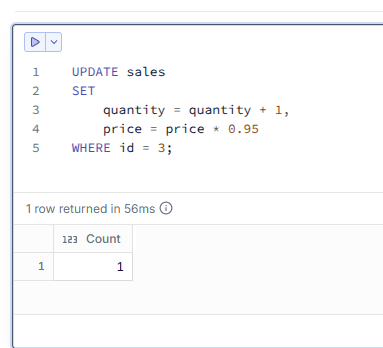 1 UPDATE sales
2 SET
3 quantity = quantity + 1,
4 price = price * 0.95
5 WHERE id = 3;
1 row returned in 56ms
123 Count
1 1